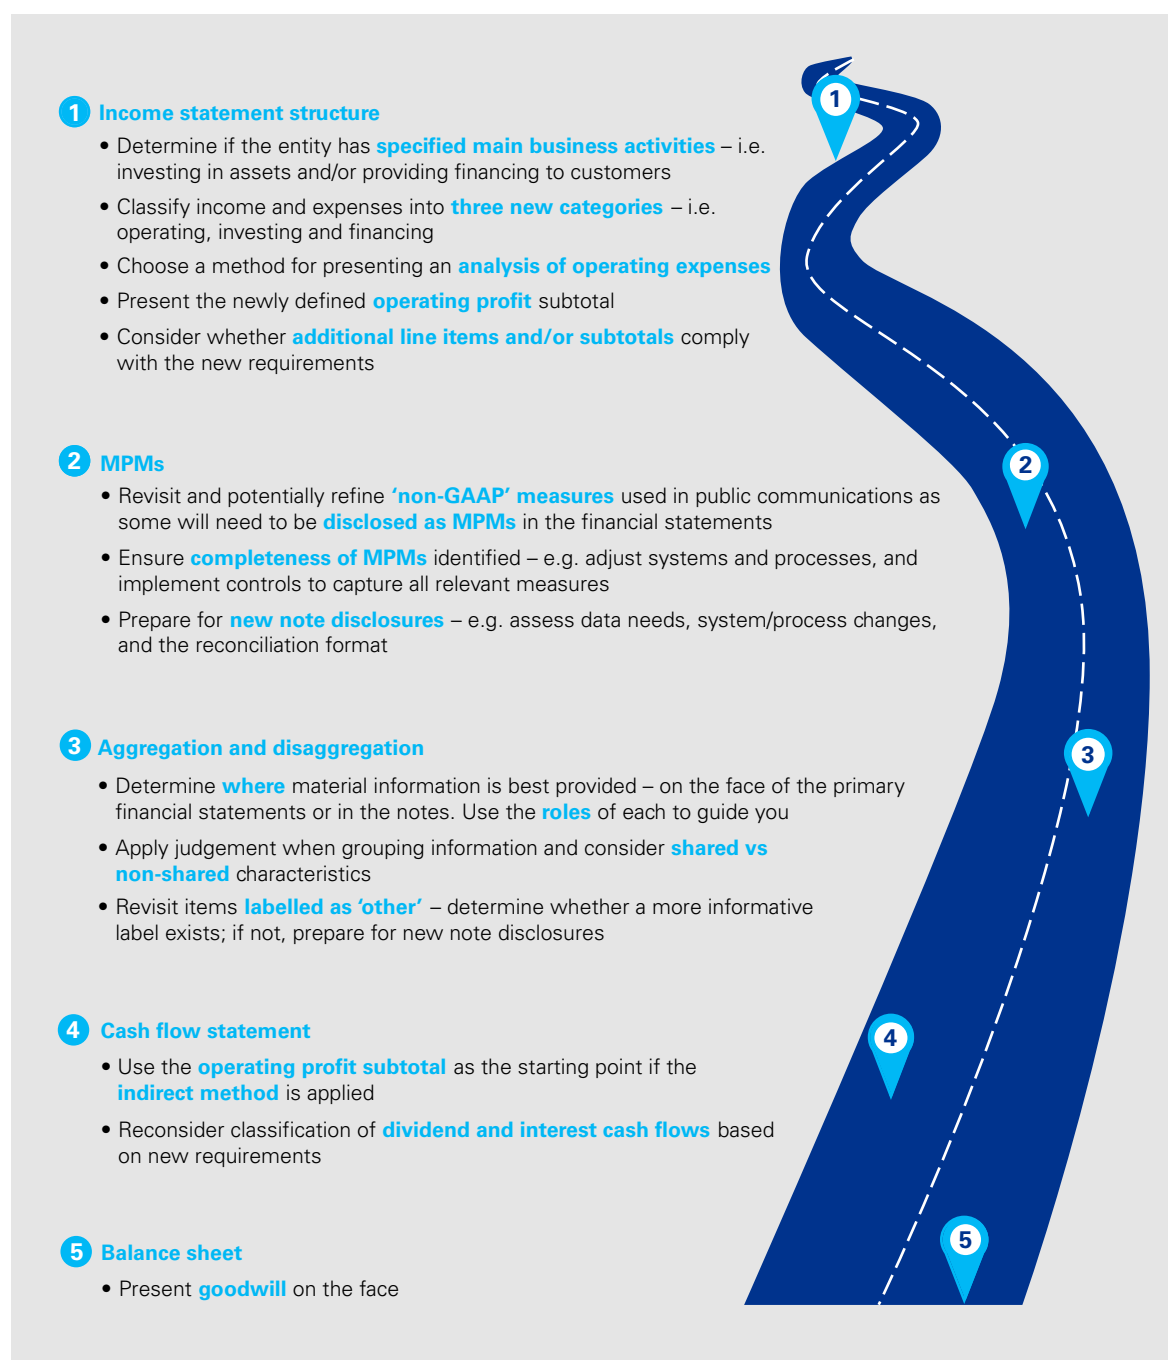 1 Income statement structure
• Determine if the entity has specified main business activities – i.e.
investing in assets and/or providing financing to customers
• Classify income and expenses into three new categories – i.e.
operating, investing and financing
• Choose a method for presenting an analysis of operating expenses
• Present the newly defined operating profit subtotal
• Consider whether additional line items and/or subtotals comply
with the new requirements
2 MPMs
• Revisit and potentially refine ‘non-GAAP’ measures used in public communications as
some will need to be disclosed as MPMs in the financial statements
• Ensure completeness of MPMs identified – e.g. adjust systems and processes, and
implement controls to capture all relevant measures
• Prepare for new note disclosures – e.g. assess data needs, system/process changes,
and the reconciliation format
3 Aggregation and disaggregation
• Determine where material information is best provided – on the face of the primary
financial statements or in the notes. Use the roles of each to guide you
• Apply judgement when grouping information and consider shared vs
non-shared characteristics
• Revisit items labelled as ‘other’ – determine whether a more informative
label exists; if not, prepare for new note disclosures
4 Cash flow statement
• Use the operating profit subtotal as the starting point if the
indirect method is applied
• Reconsider classification of dividend and interest cash flows based
on new requirements
5 Balance sheet
• Present goodwill on the face
1
2
3
4
5